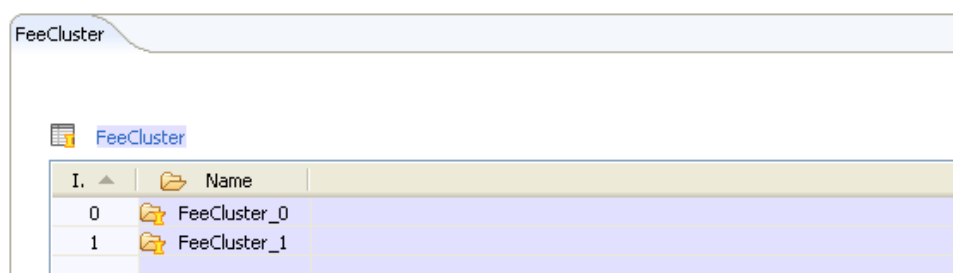 FeeCluster
FeeCluster
I. Name
0 FeeCluster_0
1 FeeCluster_1